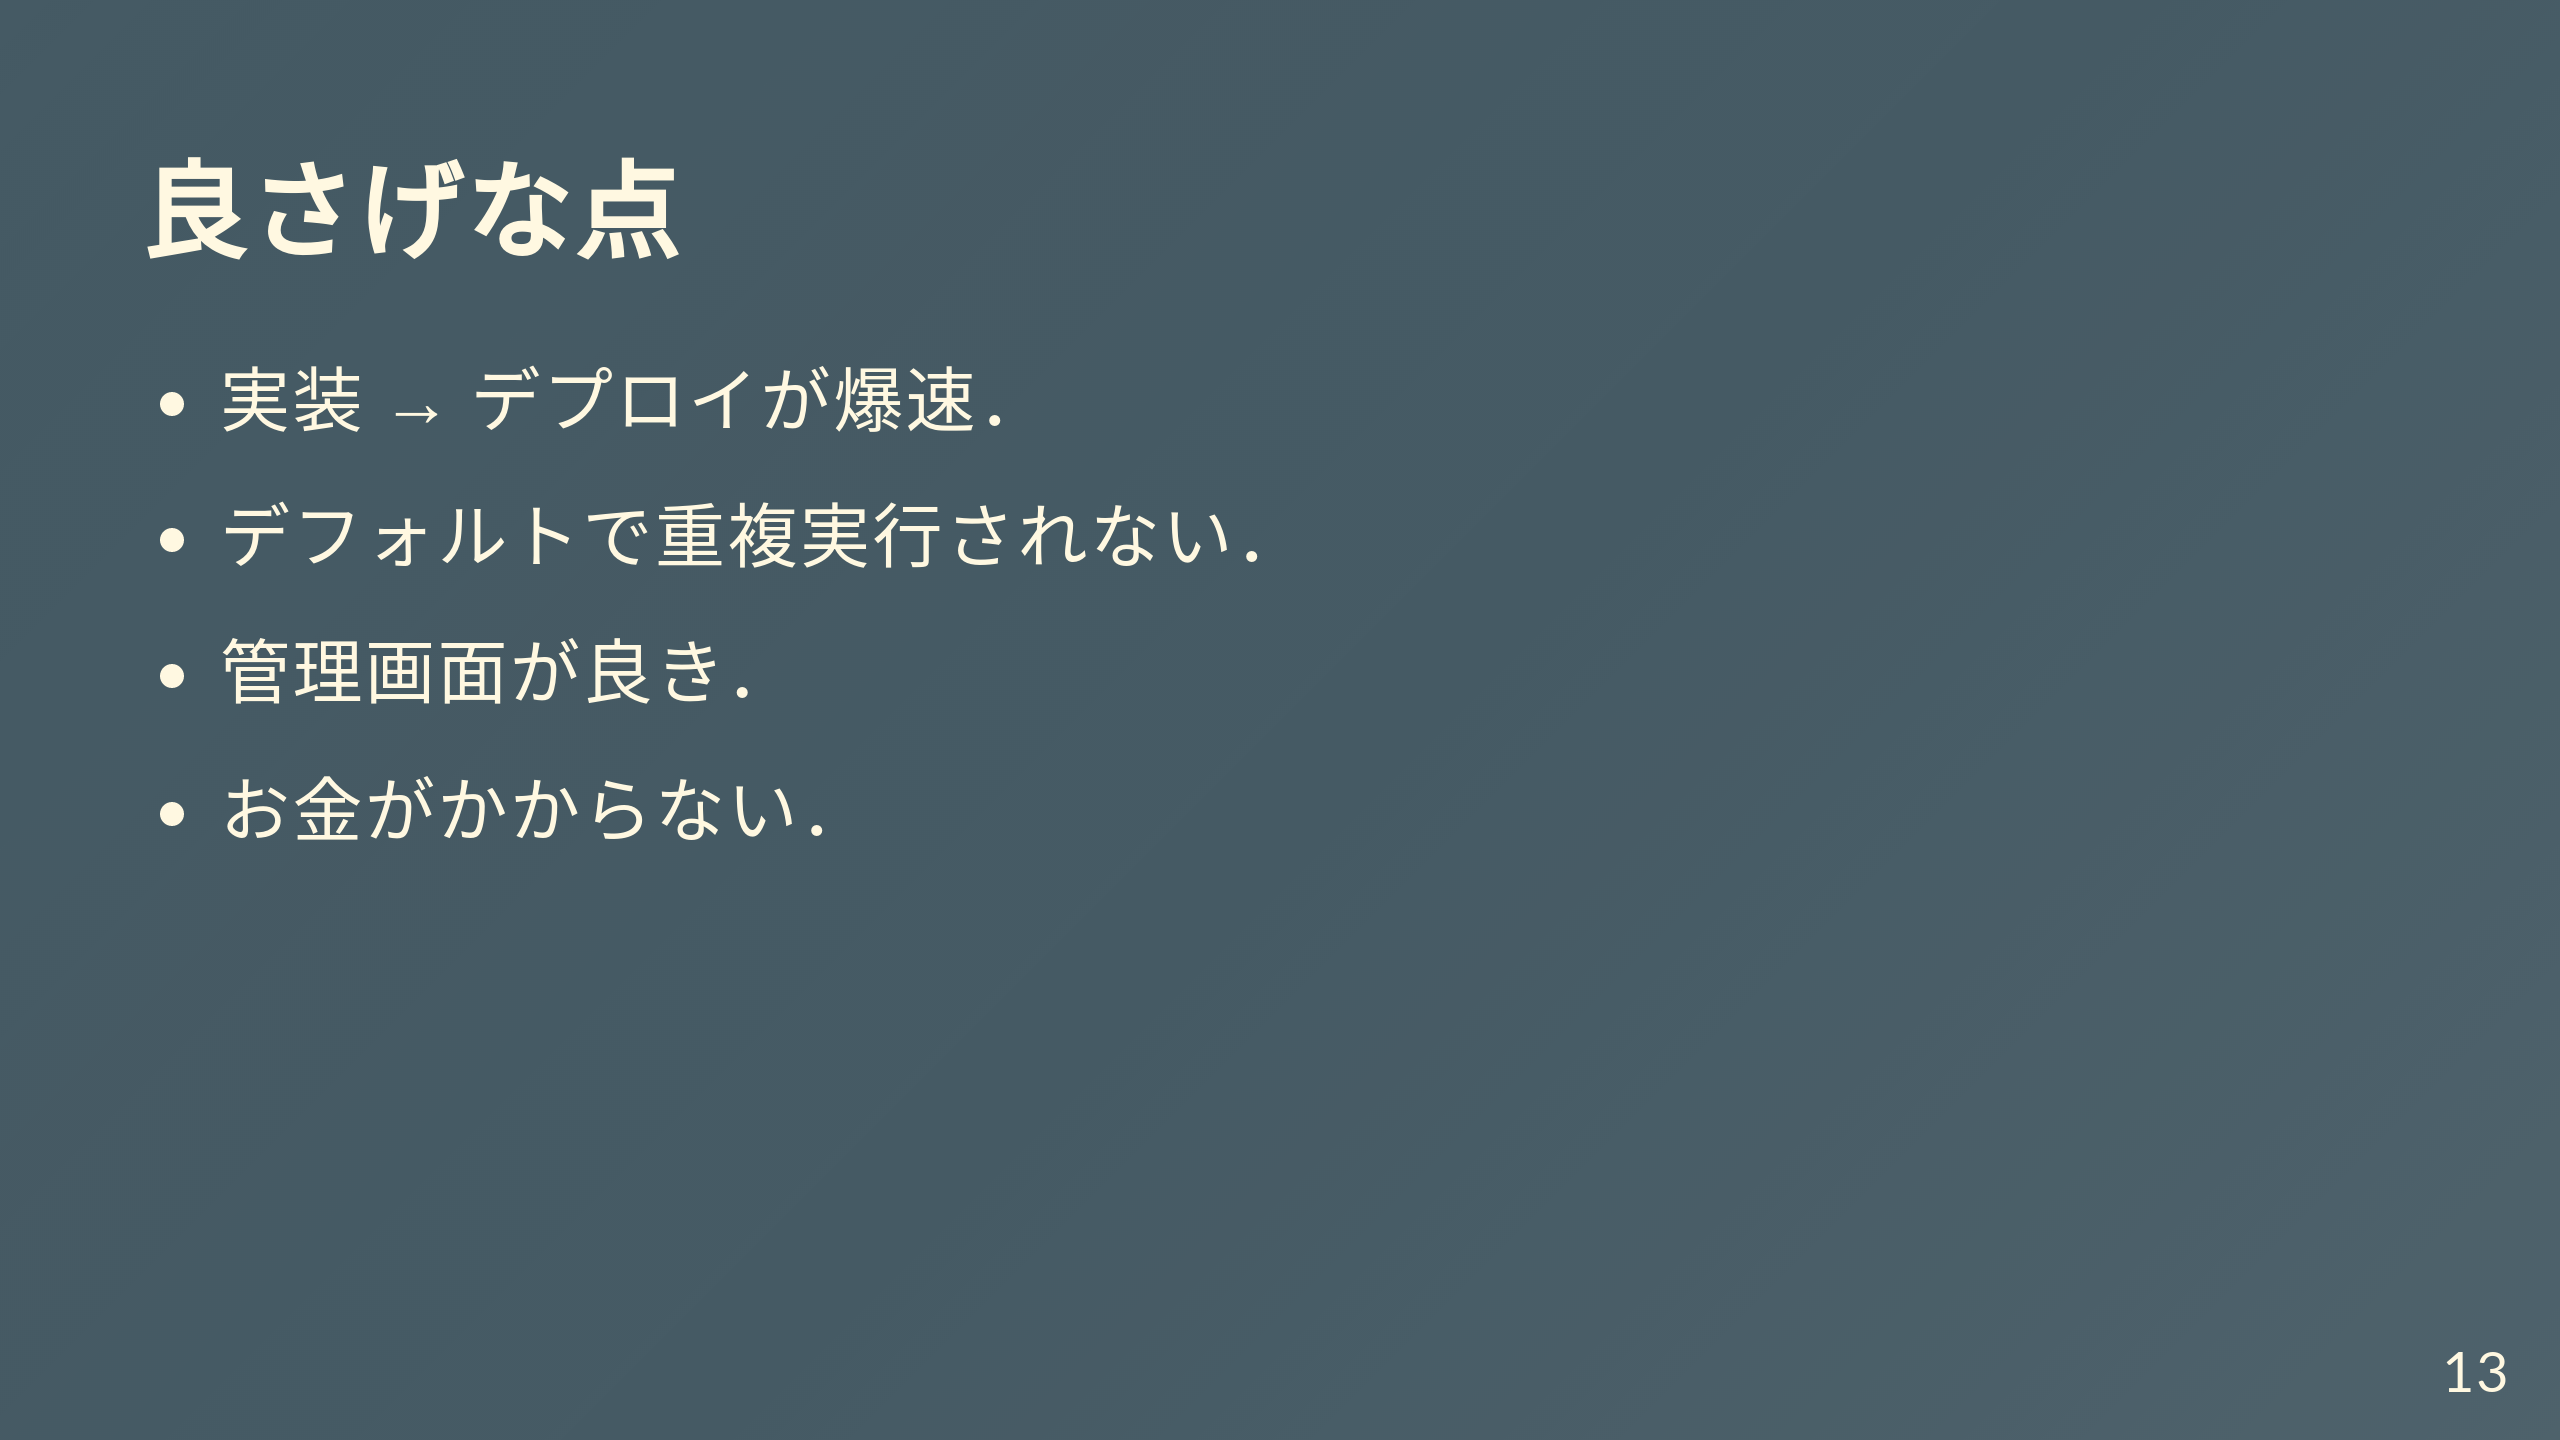 良さげな点
• 実装 → デプロイが爆速．
• デフォルトで重複実行されない．
• 管理画面が良き．
• お金がかからない．
13